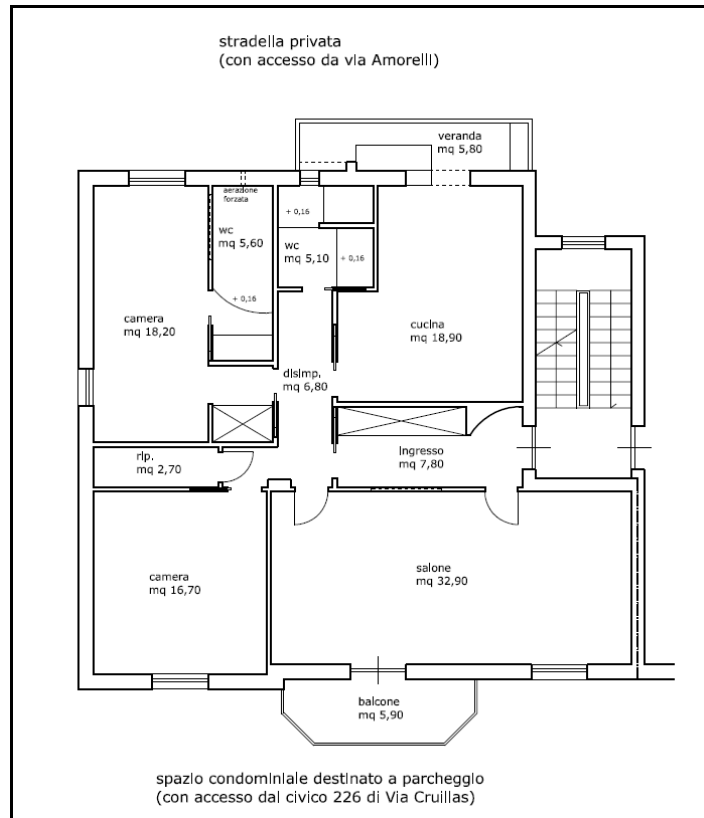 stradella privata
(con accesso da via Amorelli)
veranda
mq 5,80
aerazione
forzata
wc
mq 5,60
+ 0,16
wc
mq 5,10
+ 0,16
+ 0,16
camera
mq 18,20
cucina
mq 18,90
disimp.
mq 6,80
rip.
mq 2,70
ingresso
mq 7,80
camera
mq 16,70
salone
mq 32,90
balcone
mq 5,90
spazio condominiale destinato a parcheggio
(con accesso dal civico 226 di Via Cruillas)